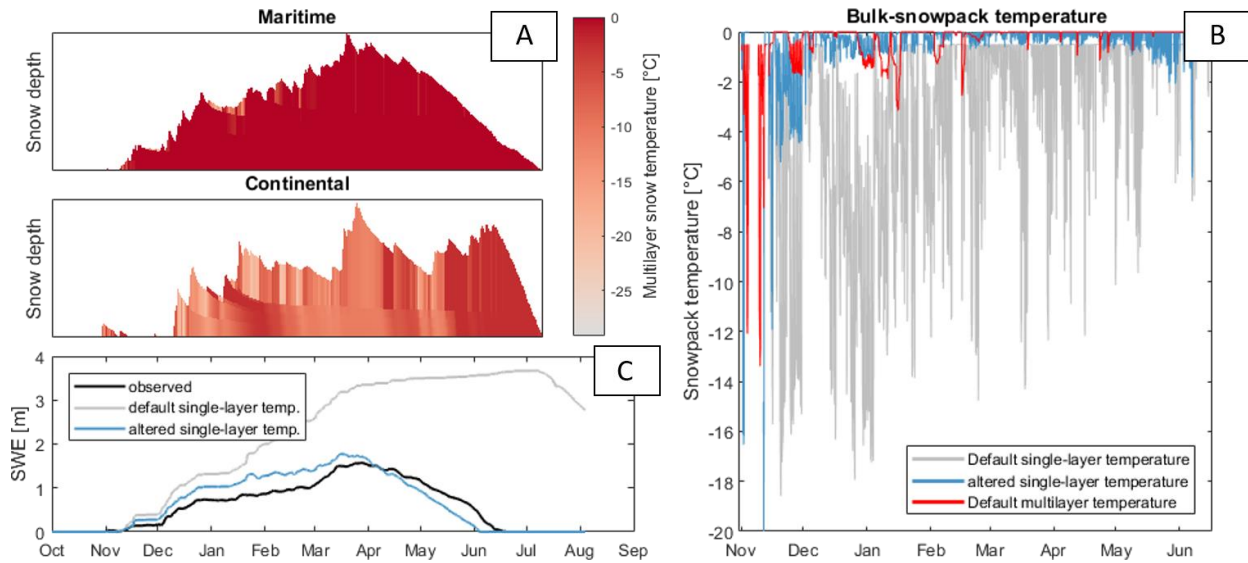 Maritime
A
Snow depth
Continental
Snow depth
0
-5
-10
-15
-20
-25
Multilayer snow temperature [°C]
C
4
3
2
1
0
SWE [m]
observed
default single-layer temp.
altered single-layer temp.
Oct Nov Dec Jan Feb Mar Apr May Jun Jul Aug Sep
Bulk-snowpack temperature
B
0
-2
-4
-6
-8
-10
-12
-14
-16
-18
-20
Snowpack temperature [°C]
Default single-layer temperature
altered single-layer temperature
Default multilayer temperature
Nov Dec Jan Feb Mar Apr May Jun